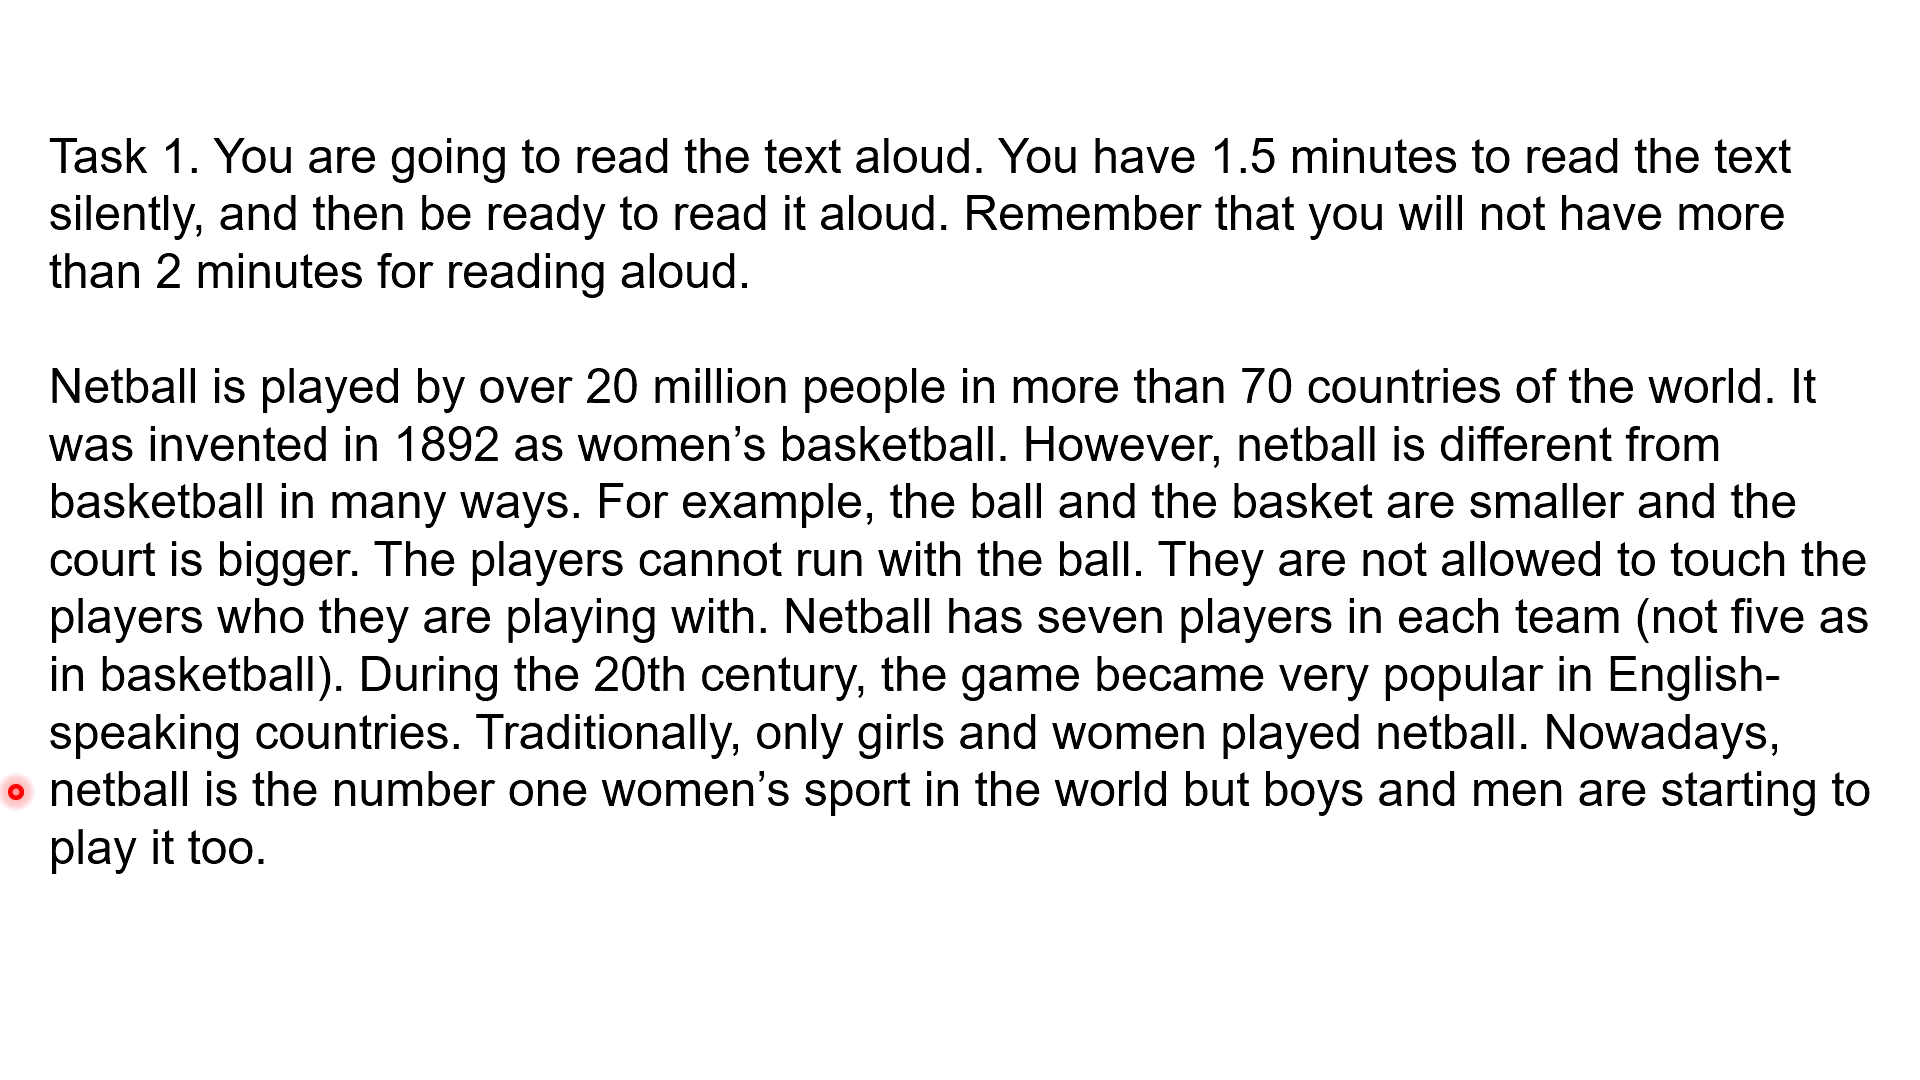 Task 1. You are going to read the text aloud. You have 1.5 minutes to read the text
silently, and then be ready to read it aloud. Remember that you will not have more
than 2 minutes for reading aloud.
Netball is played by over 20 million people in more than 70 countries of the world. It
was invented in 1892 as women’s basketball. However, netball is different from
basketball in many ways. For example, the ball and the basket are smaller and the
court is bigger. The players cannot run with the ball. They are not allowed to touch the
players who they are playing with. Netball has seven players in each team (not five as
in basketball). During the 20th century, the game became very popular in English-
speaking countries. Traditionally, only girls and women played netball. Nowadays,
netball is the number one women’s sport in the world but boys and men are starting to
play it too.